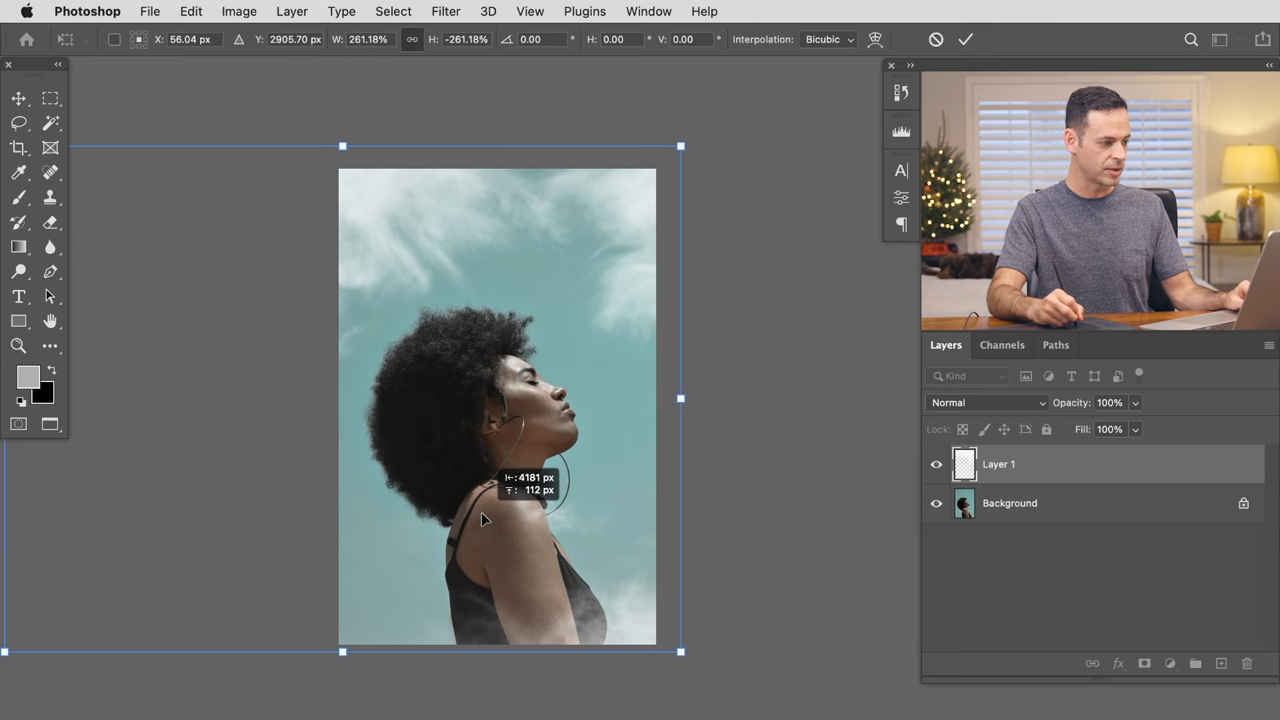 Photoshop File Edit Image Layer Type Select Filter 3D View Plugins Window Help
X: 56.04 px Y: 2905.70 px W: 261.18% H: -261.18% 0.00 ° H: 0.00 ° V: 0.00 ° Interpolation: Bicubic
Layers Channels Paths
Kind
Normal Opacity: 100%
Lock: Fill: 100%
Layer 1
Background
: 4181 px
: 112 px